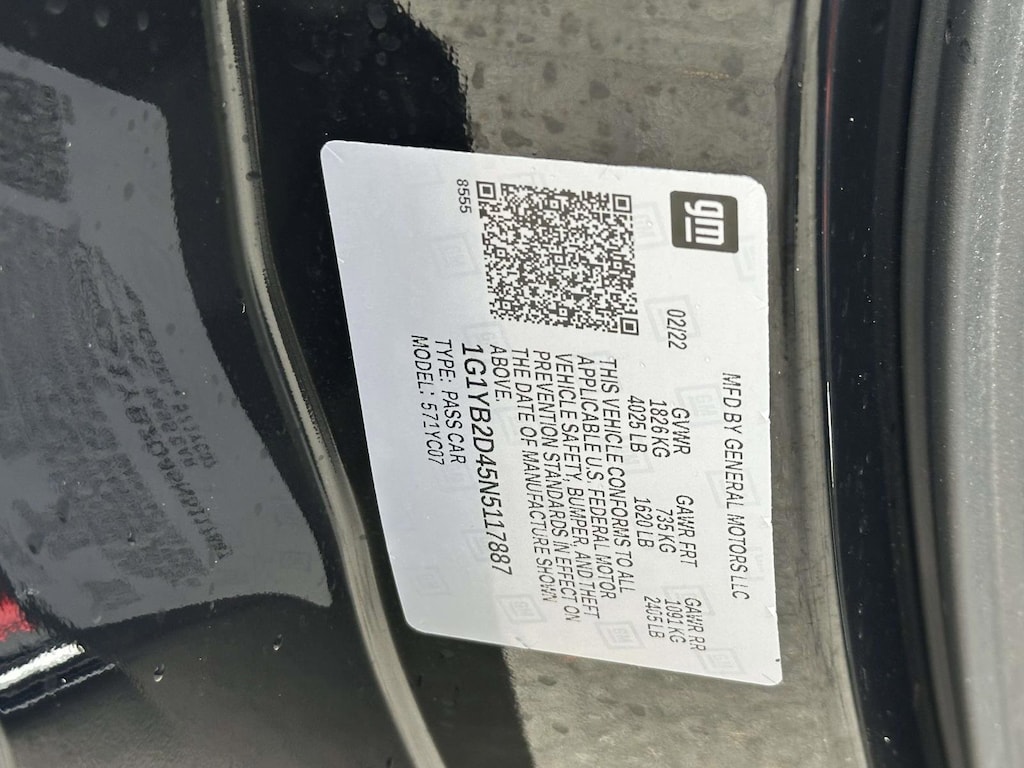 gm
MFD BY GENERAL MOTORS LLC
02/22
GVWR GAWR FRT GAWR RR
1826 KG 735 KG 1091 KG
4025 LB 1620 LB 2405 LB
THIS VEHICLE CONFORMS TO ALL
APPLICABLE U.S. FEDERAL MOTOR
VEHICLE SAFETY, BUMPER, AND THEFT
PREVENTION STANDARDS IN EFFECT ON
THE DATE OF MANUFACTURE SHOWN
ABOVE.
1G1YB2D45N5117887
TYPE: PASS CAR
MODEL: 571YC07
8555